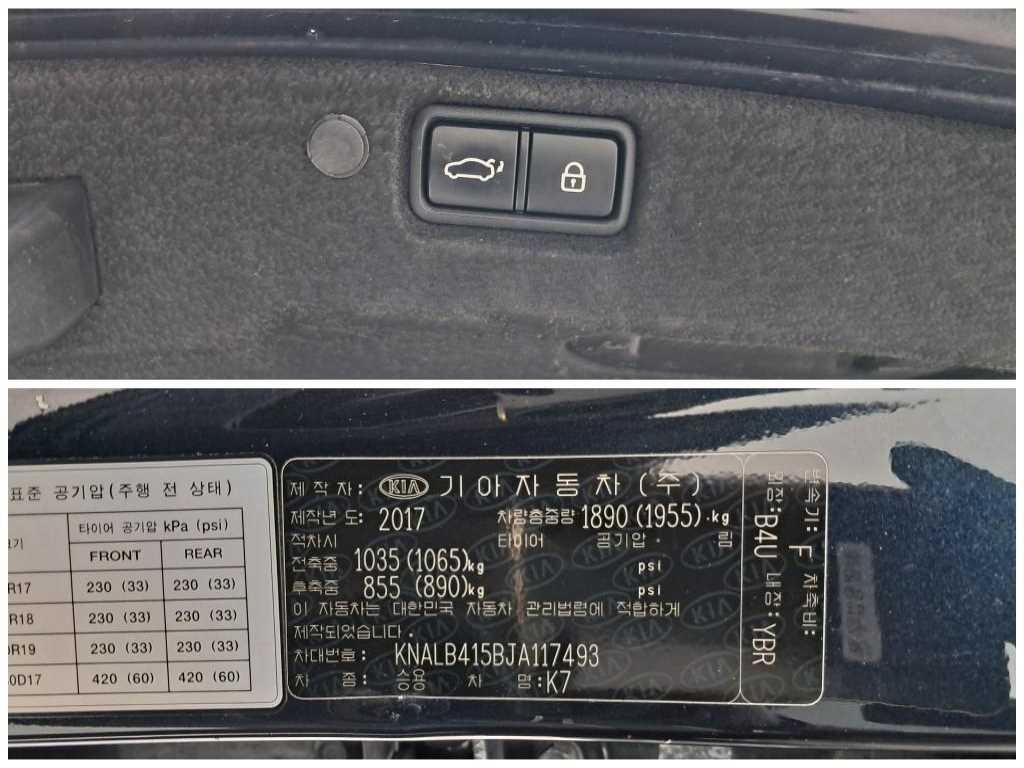 표준 공기압(주행 전 상태)
크기
타이어 공기압 kPa (psi)
FRONT REAR
R17 230 (33) 230 (33)
R18 230 (33) 230 (33)
R19 230 (33) 230 (33)
0D17 420 (60) 420 (60)
제 작 자: KIA 기아자동차(주)
제작년 도: 2017 차량총중량 1890 (1955) kg
적차시 타이어 공기압 림
전축중 1035 (1065)kg psi
후축중 855 (890)kg psi
이 자동차는 대한민국 자동차 관리법령에 적합하게
제작되었습니다.
차대번호: KNALB415BJA117493
차 종: 승용 차 명:K7
변속기: F 차축비:
외장: B4U 내장: YBR